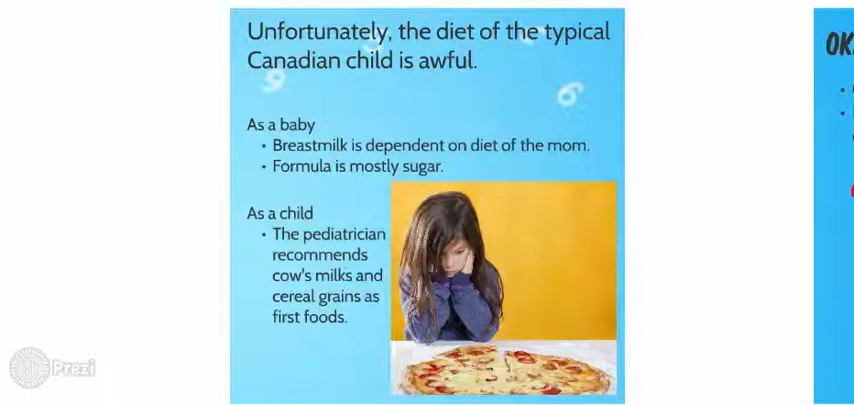 Unfortunately, the diet of the typical
Canadian child is awful.
9
6
As a baby
• Breastmilk is dependent on diet of the mom.
• Formula is mostly sugar.
As a child
• The pediatrician
recommends
cow's milks and
cereal grains as
first foods.
Prezi
OK